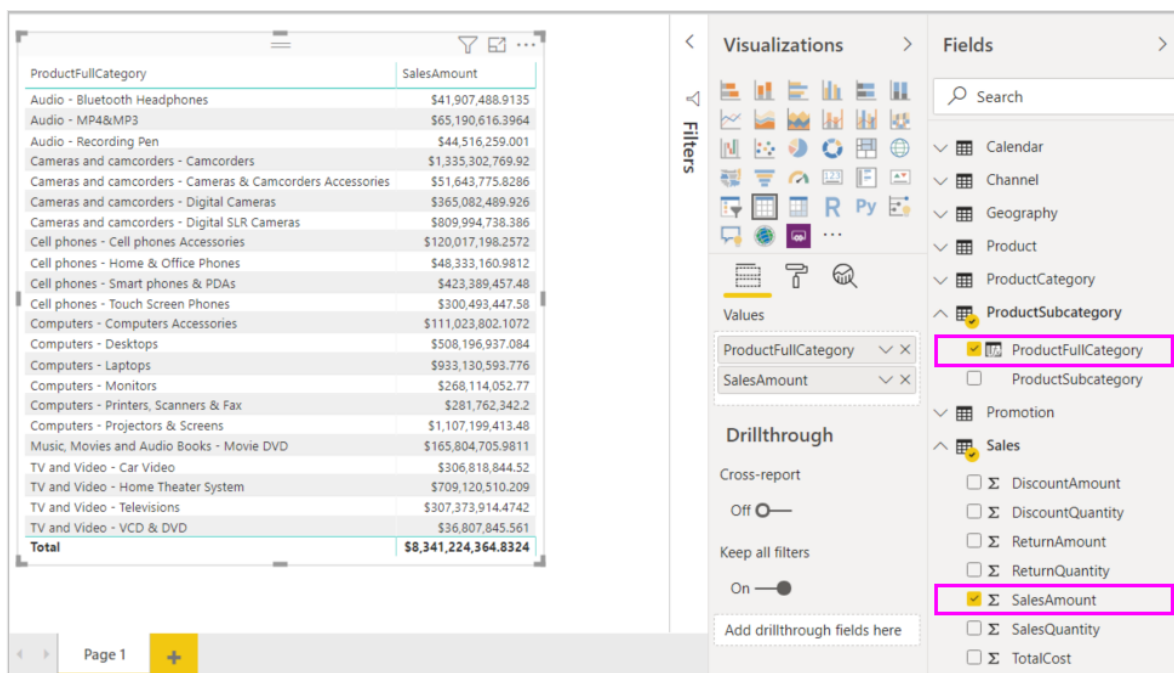 ProductFullCategory SalesAmount
Audio - Bluetooth Headphones $41,907,488.9135
Audio - MP4&MP3 $65,190,616.3964
Audio - Recording Pen $44,516,259.001
Cameras and camcorders - Camcorders $1,335,302,769.92
Cameras and camcorders - Cameras & Camcorders Accessories $51,643,775.8286
Cameras and camcorders - Digital Cameras $365,082,489.926
Cameras and camcorders - Digital SLR Cameras $809,994,738.386
Cell phones - Cell phones Accessories $120,017,198.2572
Cell phones - Home & Office Phones $48,333,160.9812
Cell phones - Smart phones & PDAs $423,389,457.48
Cell phones - Touch Screen Phones $300,493,447.58
Computers - Computers Accessories $111,023,802.1072
Computers - Desktops $508,196,937.084
Computers - Laptops $933,130,593.776
Computers - Monitors $268,114,052.77
Computers - Printers, Scanners & Fax $281,762,342.2
Computers - Projectors & Screens $1,107,199,413.48
Music, Movies and Audio Books - Movie DVD $165,804,705.9811
TV and Video - Car Video $306,818,844.52
TV and Video - Home Theater System $709,120,510.209
TV and Video - Televisions $307,373,914.4742
TV and Video - VCD & DVD $36,807,845.561
Total $8,341,224,364.8324
Page 1
Filters
Visualizations
123
R Py
Values
ProductFullCategory
SalesAmount
Drillthrough
Cross-report
Off
Keep all filters
On
Add drillthrough fields here
Fields
Search
Calendar
Channel
Geography
Product
ProductCategory
ProductSubcategory
ProductFullCategory
ProductSubcategory
Promotion
Sales
Σ DiscountAmount
Σ DiscountQuantity
Σ ReturnAmount
Σ ReturnQuantity
Σ SalesAmount
Σ SalesQuantity
Σ TotalCost